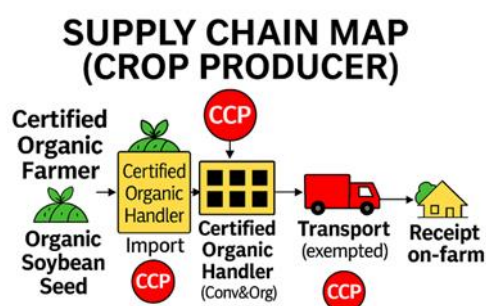 SUPPLY CHAIN MAP
(CROP PRODUCER)
Certified
Organic
Farmer
Organic
Soybean
Seed
Certified
Organic
Handler
Import
CCP
CCP
Certified
Organic
Handler
(Conv&Org)
Transport
(exempted)
CCP
Receipt
on-farm